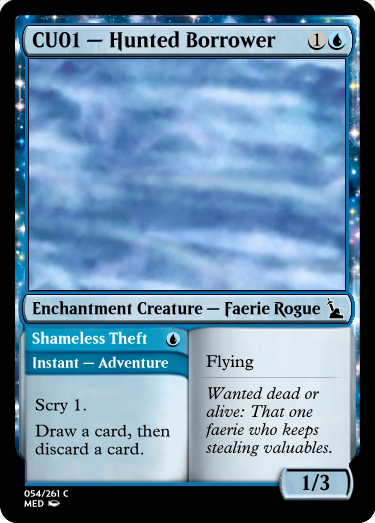 CU01 — Hunted Borrower 1
Enchantment Creature — Faerie Rogue
Shameless Theft
Instant — Adventure
Scry 1.
Draw a card, then
discard a card.
Flying
Wanted dead or
alive: That one
faerie who keeps
stealing valuables.
1/3
054/261 C
MED